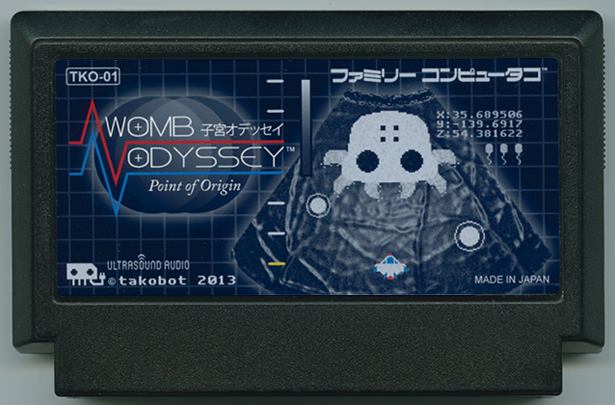 TKO-01
ファミリー コンピュータコ™
WOMB 子宮オデッセイ
ODYSSEY™
Point of Origin
X:35.689506
Y:-139.6917
Z:54.381622
ULTRASOUND AUDIO
©takobot 2013
MADE IN JAPAN